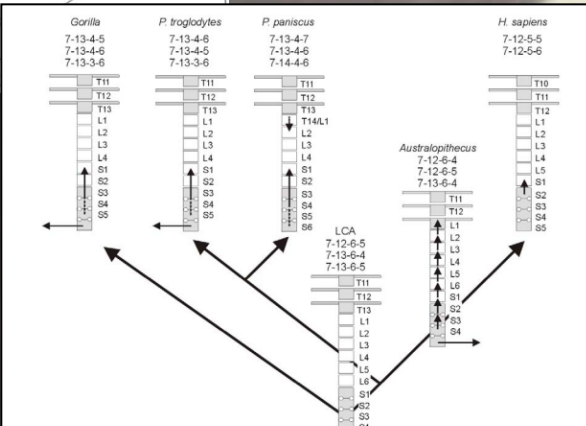 Gorilla
7-13-4-5
7-13-4-6
7-13-3-6
T11
T12
T13
L1
L2
L3
L4
S1
S2
S3
S4
S5
P. troglodytes
7-13-4-6
7-13-4-5
7-13-3-6
T11
T12
T13
L1
L2
L3
L4
S1
S2
S3
S4
S5
P. paniscus
7-13-4-7
7-13-4-6
7-14-4-6
T11
T12
T13
T14/L1
L2
L3
L4
S1
S2
S3
S4
S5
S6
LCA
7-12-6-5
7-13-6-4
7-13-6-5
T11
T12
T13
L1
L2
L3
L4
L5
L6
S1
S2
S3
Australopithecus
7-12-6-4
7-12-6-5
7-13-6-4
T11
T12
L1
L2
L3
L4
L5
L6
S1
S2
S3
S4
H. sapiens
7-12-5-5
7-12-5-6
T10
T11
T12
L1
L2
L3
L4
L5
S1
S2
S3
S4
S5